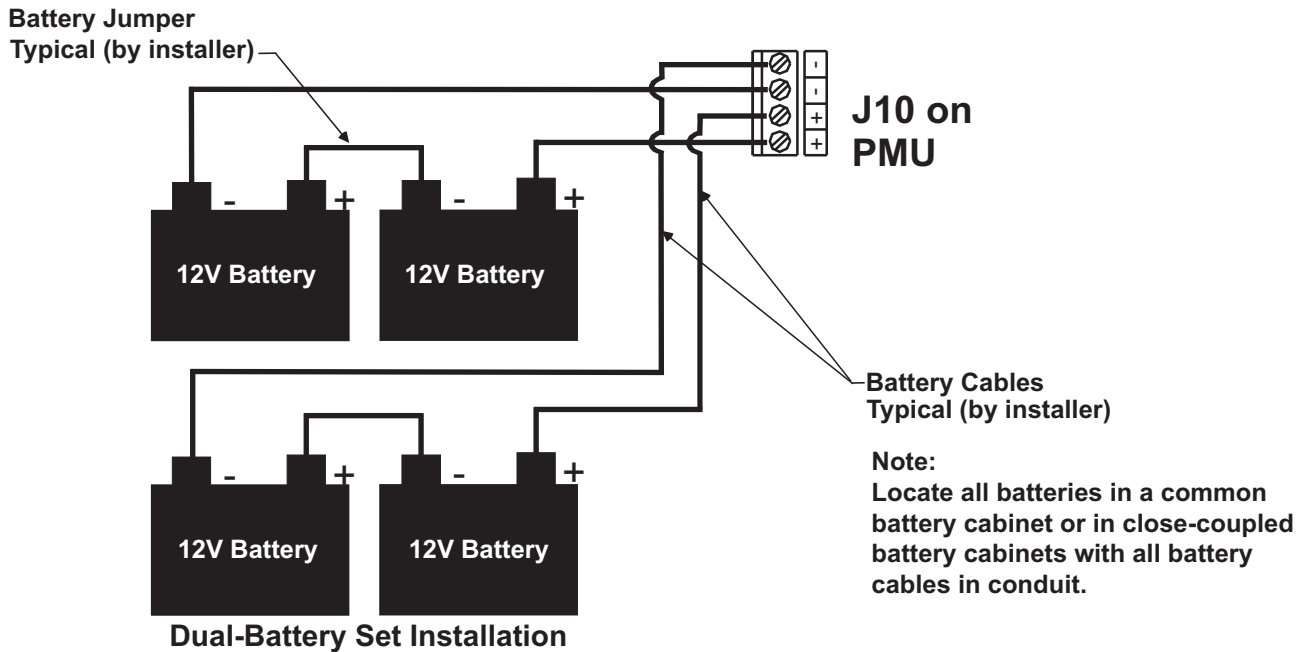 Battery Jumper
Typical (by installer)
-
-
+
+
J10 on
PMU
- + - +
12V Battery 12V Battery
Battery Cables
Typical (by installer)
- + - +
12V Battery 12V Battery
Note:
Locate all batteries in a common
battery cabinet or in close-coupled
battery cabinets with all battery
cables in conduit.
Dual-Battery Set Installation